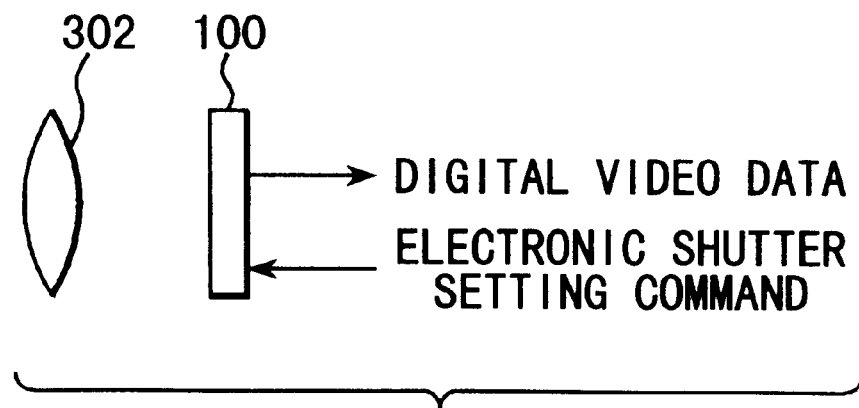 302 100
DIGITAL VIDEO DATA
ELECTRONIC SHUTTER
SETTING COMMAND